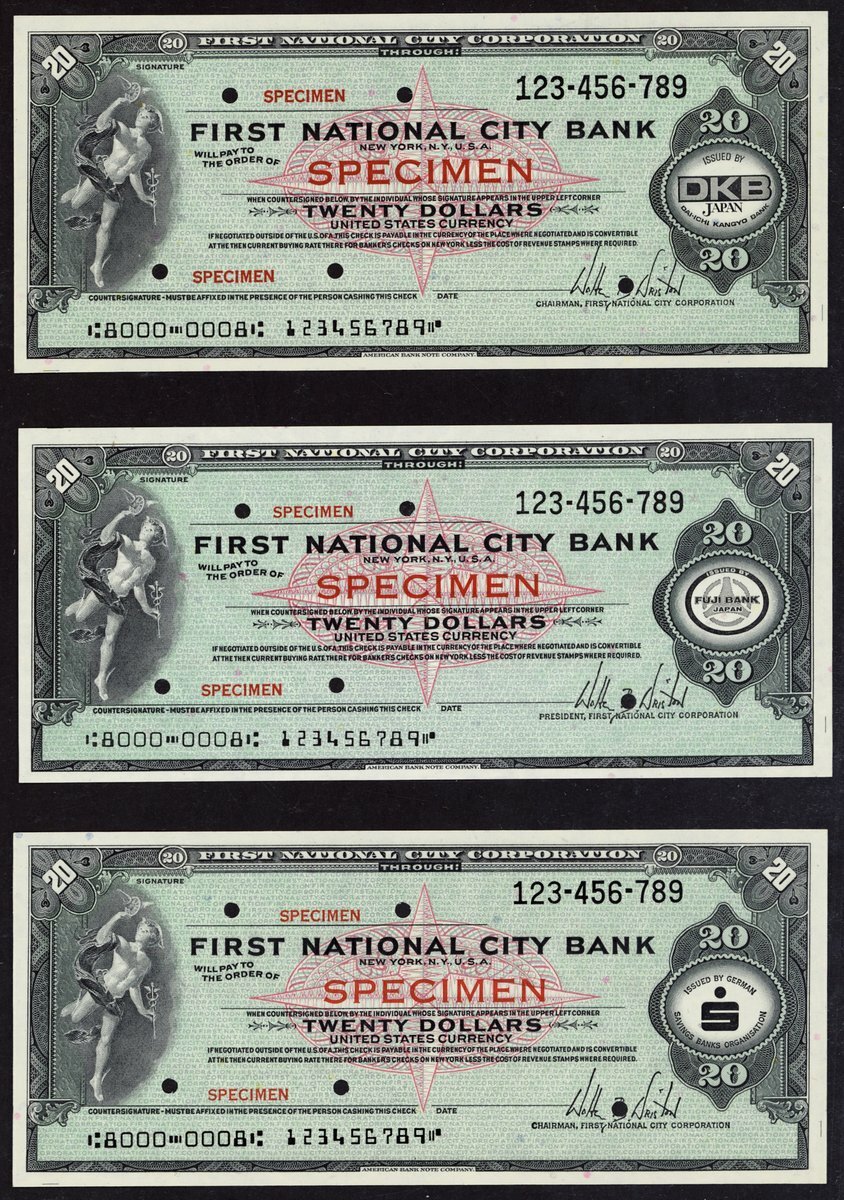 20 20 FIRST NATIONAL CITY CORPORATION 20 20
THROUGH:
SIGNATURE
SPECIMEN
123-456-789
FIRST NATIONAL CITY BANK
NEW YORK, N.Y., U.S.A.
WILL PAY TO
THE ORDER OF
SPECIMEN
WHEN COUNTERSIGNED BELOW, BY THE INDIVIDUAL WHOSE SIGNATURE APPEARS IN THE UPPER LEFT CORNER
TWENTY DOLLARS
UNITED STATES CURRENCY
IF NEGOTIATED OUTSIDE OF THE U.S. OF A. THIS CHECK IS PAYABLE IN THE CURRENCY OF THE PLACE WHERE NEGOTIATED AND IS CONVERTIBLE
AT THE THEN CURRENT BUYING RATE THERE FOR BANKERS CHECKS ON NEW YORK LESS THE COST OF REVENUE STAMPS WHERE REQUIRED.
20
ISSUED BY
DKB
JAPAN
DAI-ICHI KANGYO BANK
20
SPECIMEN
COUNTERSIGNATURE - MUST BE AFFIXED IN THE PRESENCE OF THE PERSON CASHING THIS CHECK DATE
CHAIRMAN, FIRST NATIONAL CITY CORPORATION
⑆8000⑉0008⑆ 123456789⑈
AMERICAN BANK NOTE COMPANY.
20 20 FIRST NATIONAL CITY CORPORATION 20 20
THROUGH:
SIGNATURE
SPECIMEN
123-456-789
FIRST NATIONAL CITY BANK
NEW YORK, N.Y., U.S.A.
WILL PAY TO
THE ORDER OF
SPECIMEN
WHEN COUNTERSIGNED BELOW, BY THE INDIVIDUAL WHOSE SIGNATURE APPEARS IN THE UPPER LEFT CORNER
TWENTY DOLLARS
UNITED STATES CURRENCY
IF NEGOTIATED OUTSIDE OF THE U.S. OF A. THIS CHECK IS PAYABLE IN THE CURRENCY OF THE PLACE WHERE NEGOTIATED AND IS CONVERTIBLE
AT THE THEN CURRENT BUYING RATE THERE FOR BANKERS CHECKS ON NEW YORK LESS THE COST OF REVENUE STAMPS WHERE REQUIRED.
20
ISSUED BY
FUJI BANK
JAPAN
20
SPECIMEN
COUNTERSIGNATURE - MUST BE AFFIXED IN THE PRESENCE OF THE PERSON CASHING THIS CHECK DATE
PRESIDENT, FIRST NATIONAL CITY CORPORATION
⑆8000⑉0008⑆ 123456789⑈
AMERICAN BANK NOTE COMPANY.
20 20 FIRST NATIONAL CITY CORPORATION 20 20
THROUGH:
SIGNATURE
SPECIMEN
123-456-789
FIRST NATIONAL CITY BANK
NEW YORK, N.Y., U.S.A.
WILL PAY TO
THE ORDER OF
SPECIMEN
WHEN COUNTERSIGNED BELOW, BY THE INDIVIDUAL WHOSE SIGNATURE APPEARS IN THE UPPER LEFT CORNER
TWENTY DOLLARS
UNITED STATES CURRENCY
IF NEGOTIATED OUTSIDE OF THE U.S. OF A. THIS CHECK IS PAYABLE IN THE CURRENCY OF THE PLACE WHERE NEGOTIATED AND IS CONVERTIBLE
AT THE THEN CURRENT BUYING RATE THERE FOR BANKERS CHECKS ON NEW YORK LESS THE COST OF REVENUE STAMPS WHERE REQUIRED.
20
ISSUED BY GERMAN
SAVINGS BANKS ORGANISATION
20
SPECIMEN
COUNTERSIGNATURE - MUST BE AFFIXED IN THE PRESENCE OF THE PERSON CASHING THIS CHECK DATE
CHAIRMAN, FIRST NATIONAL CITY CORPORATION
⑆8000⑉0008⑆ 123456789⑈
AMERICAN BANK NOTE COMPANY.